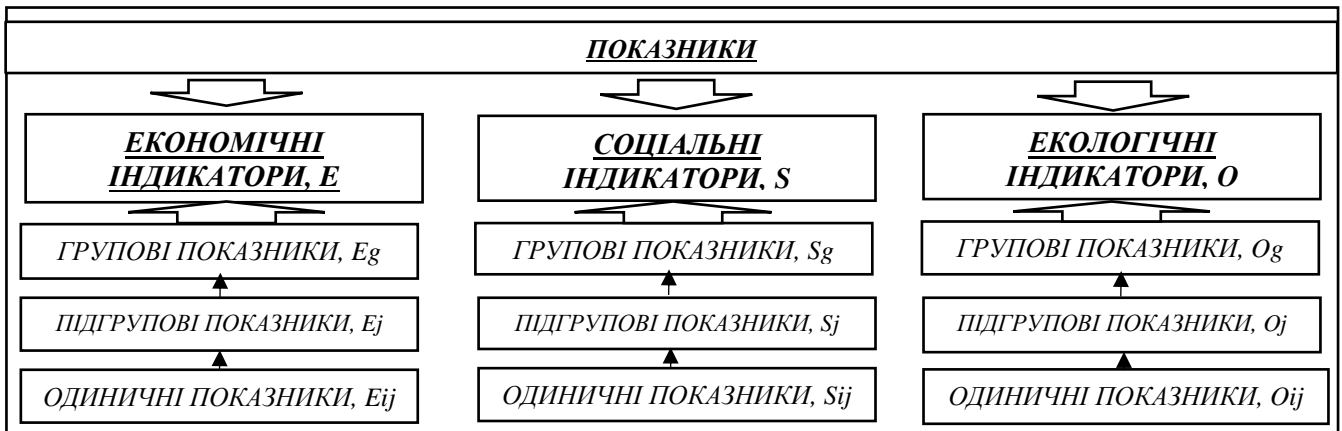 ПОКАЗНИКИ
ЕКОНОМІЧНІ
ІНДИКАТОРИ, E
СОЦІАЛЬНІ
ІНДИКАТОРИ, S
ЕКОЛОГІЧНІ
ІНДИКАТОРИ, O
ГРУПОВІ ПОКАЗНИКИ, Eg
ГРУПОВІ ПОКАЗНИКИ, Sg
ГРУПОВІ ПОКАЗНИКИ, Og
ПІДГРУПОВІ ПОКАЗНИКИ, Ej
ПІДГРУПОВІ ПОКАЗНИКИ, Sj
ПІДГРУПОВІ ПОКАЗНИКИ, Oj
ОДИНИЧНІ ПОКАЗНИКИ, Eij
ОДИНИЧНІ ПОКАЗНИКИ, Sij
ОДИНИЧНІ ПОКАЗНИКИ, Oij